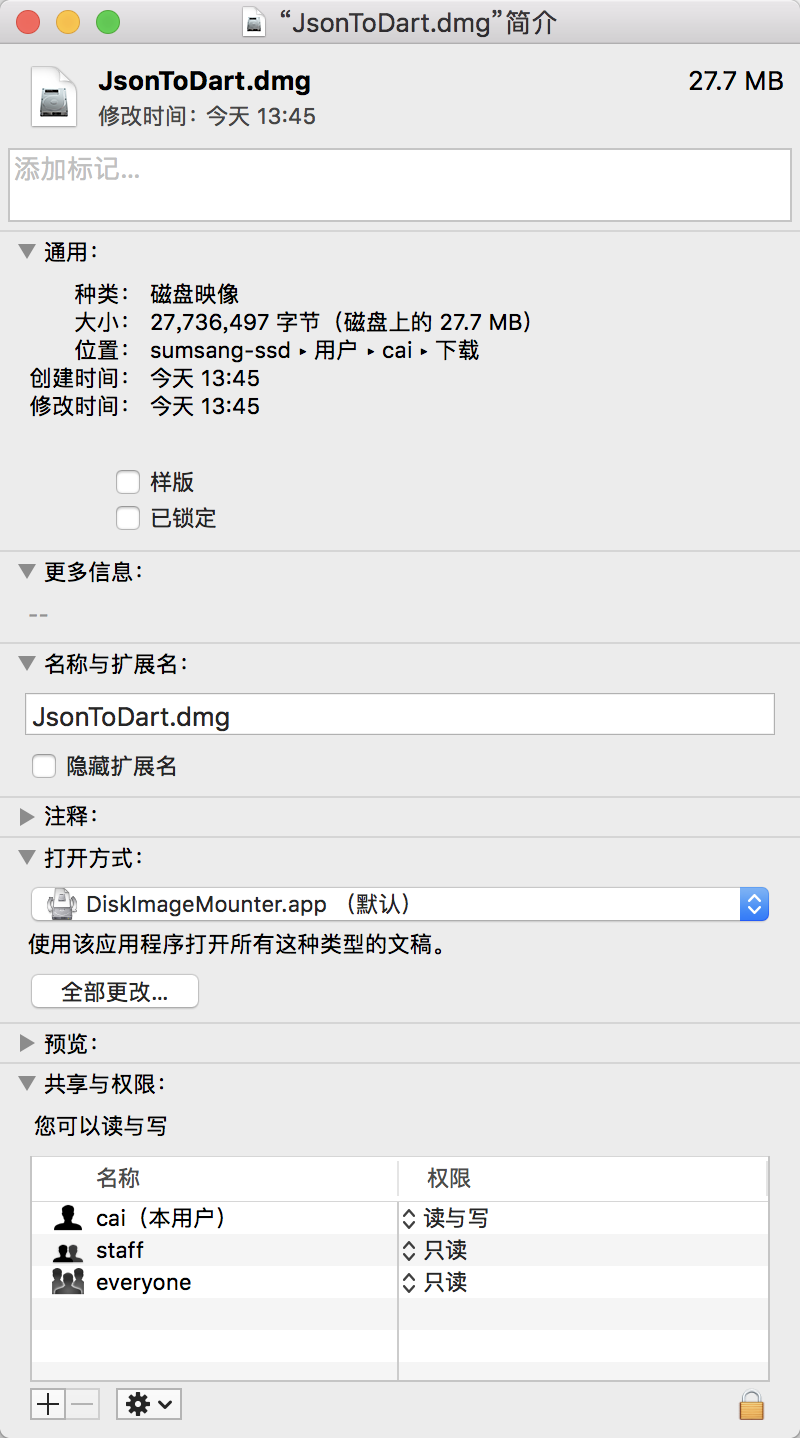 “JsonToDart.dmg”简介
JsonToDart.dmg 27.7 MB
修改时间：今天 13:45
添加标记...
通用：
种类： 磁盘映像
大小： 27,736,497 字节（磁盘上的 27.7 MB）
位置： sumsang-ssd ▸ 用户 ▸ cai ▸ 下载
创建时间： 今天 13:45
修改时间： 今天 13:45
样版
已锁定
更多信息：
--
名称与扩展名：
JsonToDart.dmg
隐藏扩展名
注释：
打开方式：
DiskImageMounter.app （默认）
使用该应用程序打开所有这种类型的文稿。
全部更改...
预览：
共享与权限：
您可以读与写
名称 权限
cai（本用户） 读与写
staff 只读
everyone 只读